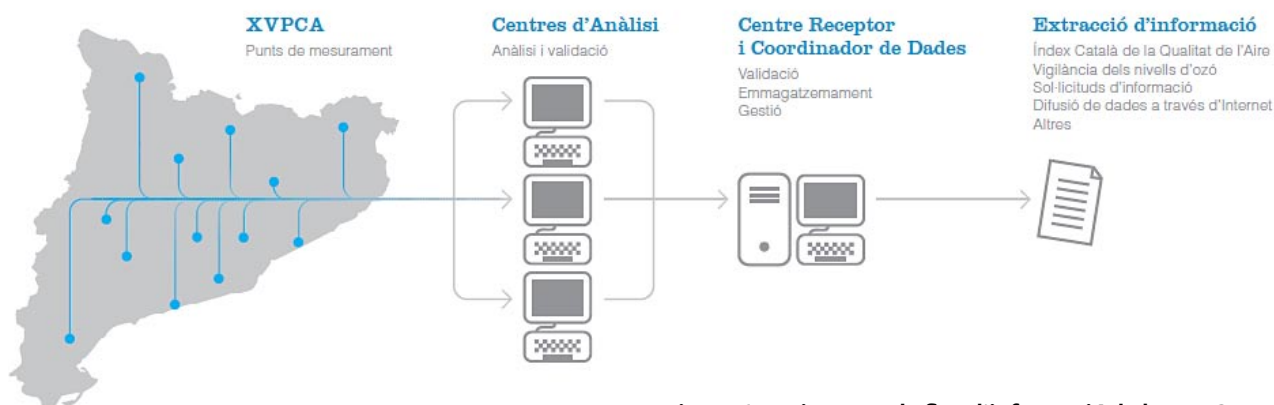 XVPCA
Punts de mesurament
Centres d'Anàlisi
Anàlisi i validació
Centre Receptor
i Coordinador de Dades
Validació
Emmagatzemament
Gestió
Extracció d'informació
Índex Català de la Qualitat de l'Aire
Vigilància dels nivells d'ozó
Sol·licituds d'informació
Difusió de dades a través d'Internet
Altres